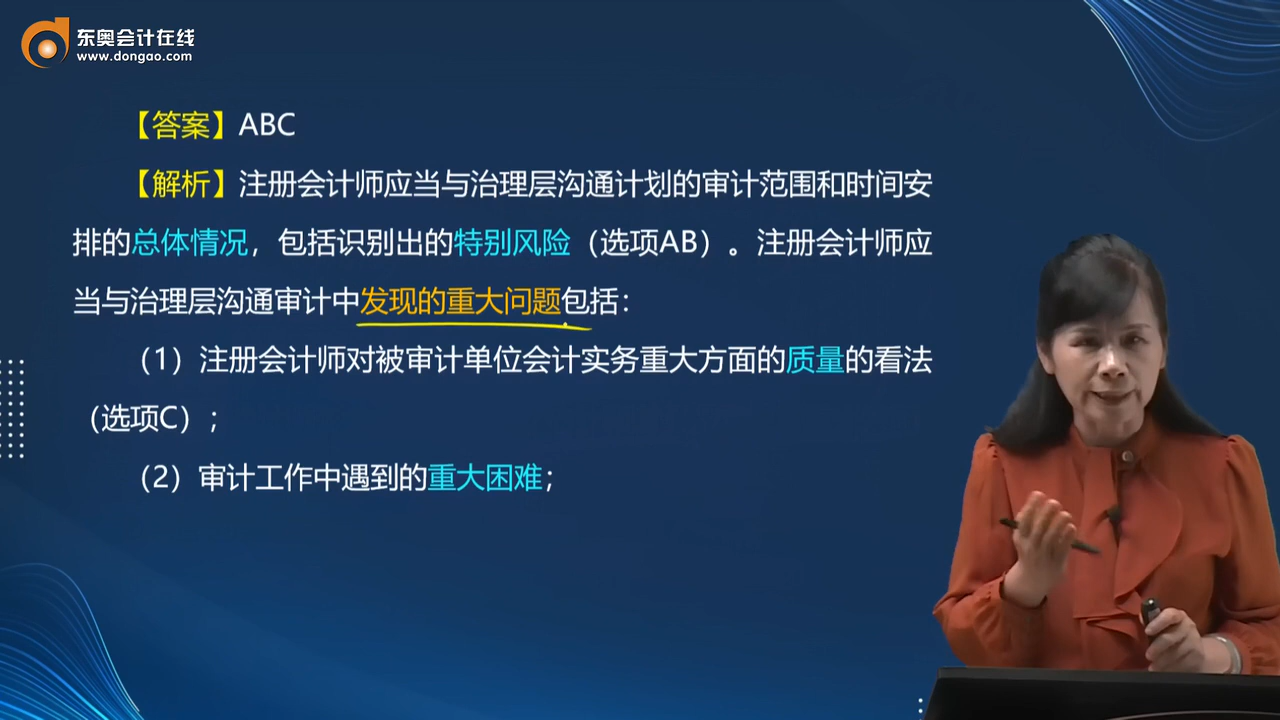 东奥会计在线
www.dongao.com
【答案】ABC
【解析】注册会计师应当与治理层沟通计划的审计范围和时间安
排的总体情况，包括识别出的特别风险（选项AB）。注册会计师应
当与治理层沟通审计中发现的重大问题包括：
（1）注册会计师对被审计单位会计实务重大方面的质量的看法
（选项C）；
（2）审计工作中遇到的重大困难；